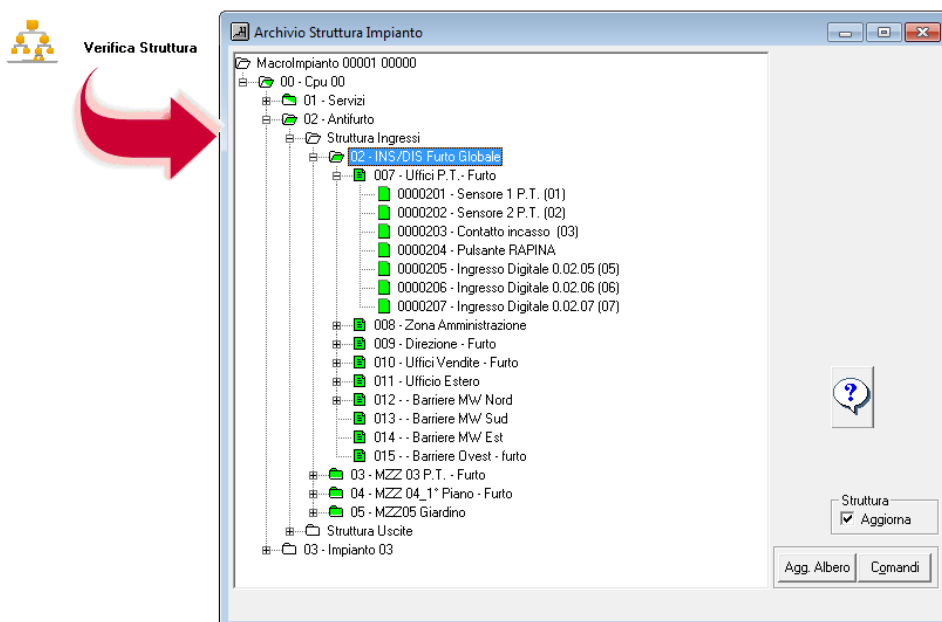 Verifica Struttura
Archivio Struttura Impianto
MacroImpianto 00001 00000
00 - Cpu 00
01 - Servizi
02 - Antifurto
Struttura Ingressi
02 - INS/DIS Furto Globale
007 - Uffici P.T.- Furto
0000201 - Sensore 1 P.T. (01)
0000202 - Sensore 2 P.T. (02)
0000203 - Contatto incasso (03)
0000204 - Pulsante RAPINA
0000205 - Ingresso Digitale 0.02.05 (05)
0000206 - Ingresso Digitale 0.02.06 (06)
0000207 - Ingresso Digitale 0.02.07 (07)
008 - Zona Amministrazione
009 - Direzione - Furto
010 - Uffici Vendite - Furto
011 - Ufficio Estero
012 - - Barriere MW Nord
013 - - Barriere MW Sud
014 - - Barriere MW Est
015 - - Barriere Ovest - furto
03 - MZZ 03 P.T. - Furto
04 - MZZ 04_1° Piano - Furto
05 - MZZ05 Giardino
Struttura Uscite
03 - Impianto 03
Struttura
Aggiorna
Agg. Albero
Comandi